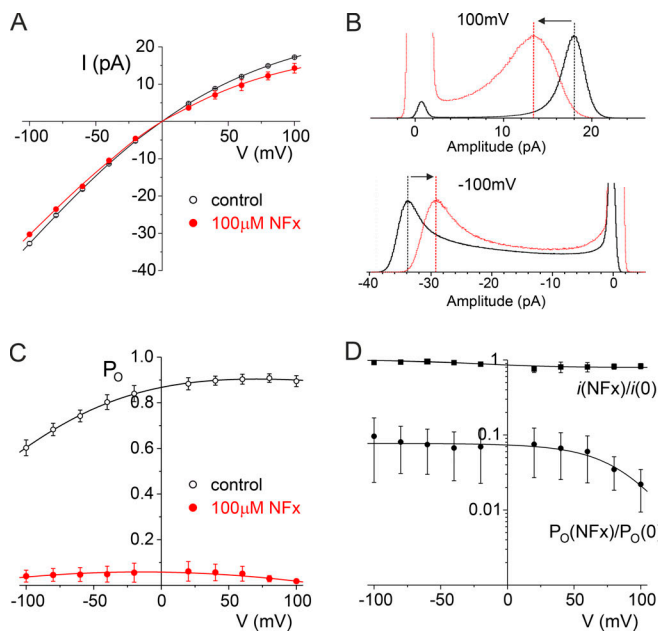 A
I (pA)
20
10
-100
-50
50
100
V (mV)
-10
-20
-30
-40
control
100μM NFx
B
100mV
0
10
20
Amplitude (pA)
-100mV
-40
-30
-20
-10
0
Amplitude (pA)
C
PO
1.0
0.8
0.6
0.4
0.2
control
100μM NFx
-100
-50
0
50
100
V (mV)
D
1
i(NFx)/i(0)
0.1
0.01
PO(NFx)/PO(0)
-100
-50
0
50
100
V (mV)